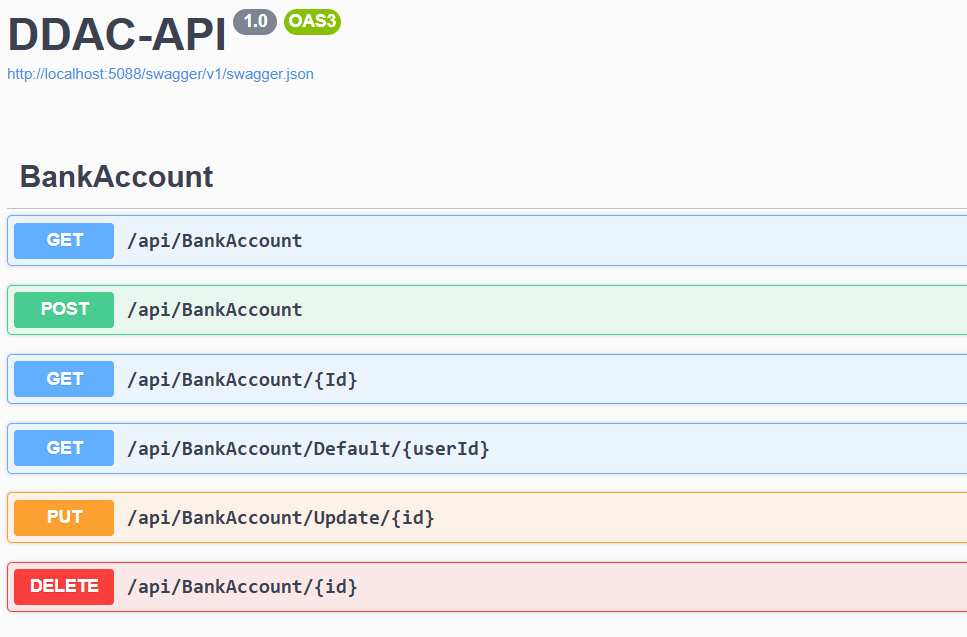 DDAC-API 1.0 OAS3
http://localhost:5088/swagger/v1/swagger.json
BankAccount
GET /api/BankAccount
POST /api/BankAccount
GET /api/BankAccount/{Id}
GET /api/BankAccount/Default/{userId}
PUT /api/BankAccount/Update/{id}
DELETE /api/BankAccount/{id}